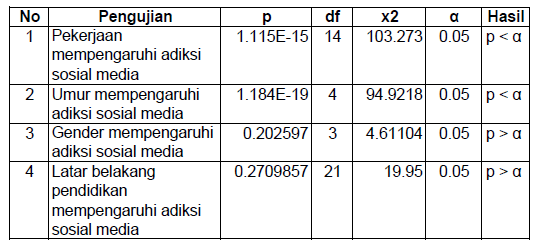 No Pengujian p df x2 α Hasil
1 Pekerjaan 1.115E-15 14 103.273 0.05 p < α
mempengaruhi adiksi
sosial media
2 Umur mempengaruhi 1.184E-19 4 94.9218 0.05 p < α
adiksi sosial media
3 Gender mempengaruhi 0.202597 3 4.61104 0.05 p > α
adiksi sosial media
4 Latar belakang 0.2709857 21 19.95 0.05 p > α
pendidikan
mempengaruhi adiksi
sosial media